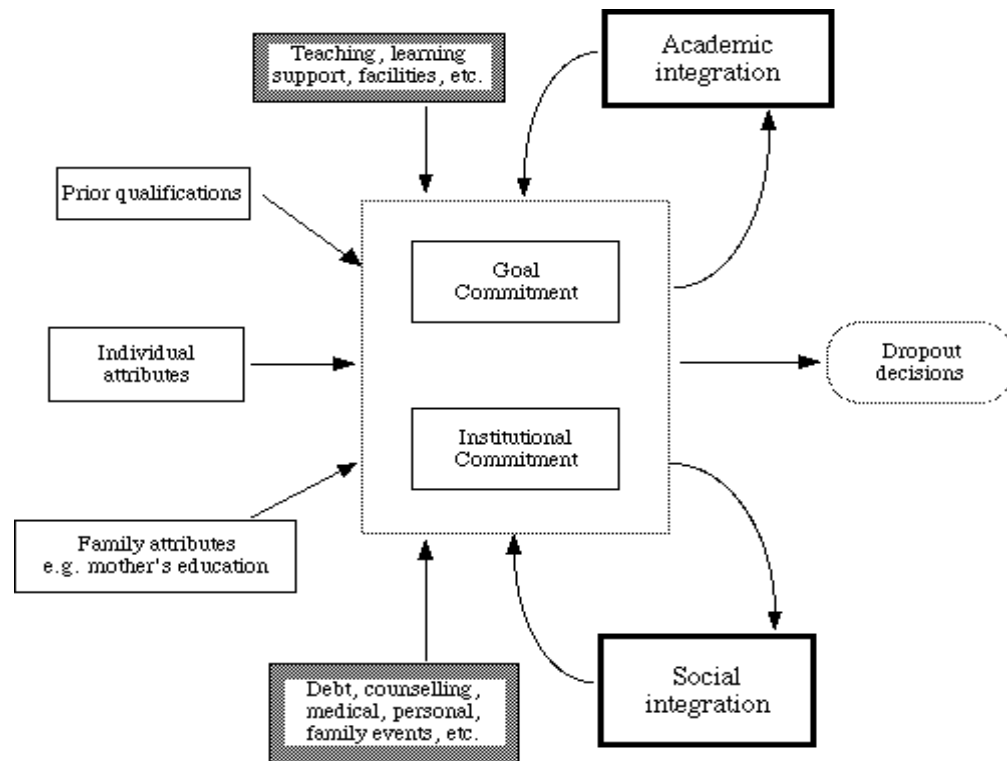 Teaching, learning
support, facilities, etc.
Academic
integration
Prior qualifications
Goal
Commitment
Individual
attributes
Dropout
decisions
Institutional
Commitment
Family attributes
e.g. mother's education
Debt, counselling,
medical, personal,
family events, etc.
Social
integration